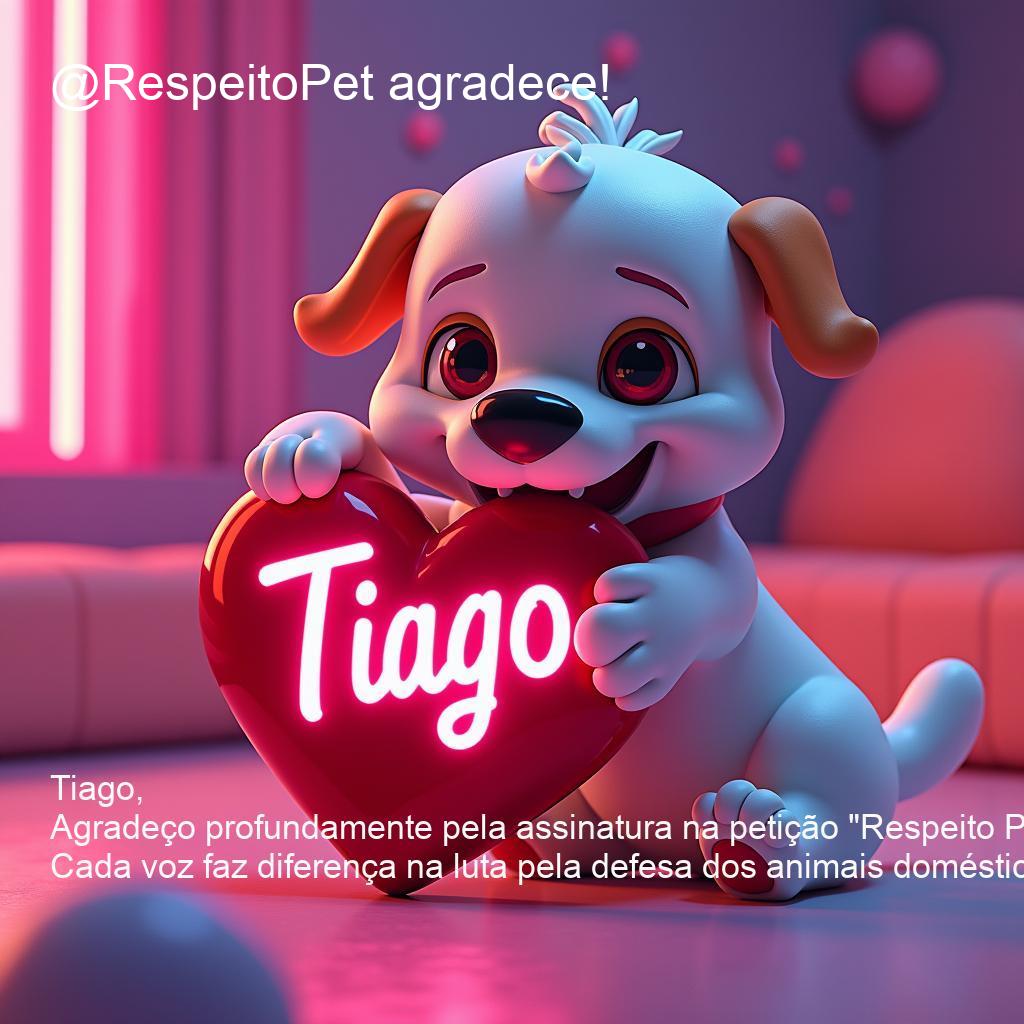 @RespeitoPet agradece!
Tiago
Tiago,
Agradeço profundamente pela assinatura na petição "Respeito P
Cada voz faz diferença na luta pela defesa dos animais doméstic